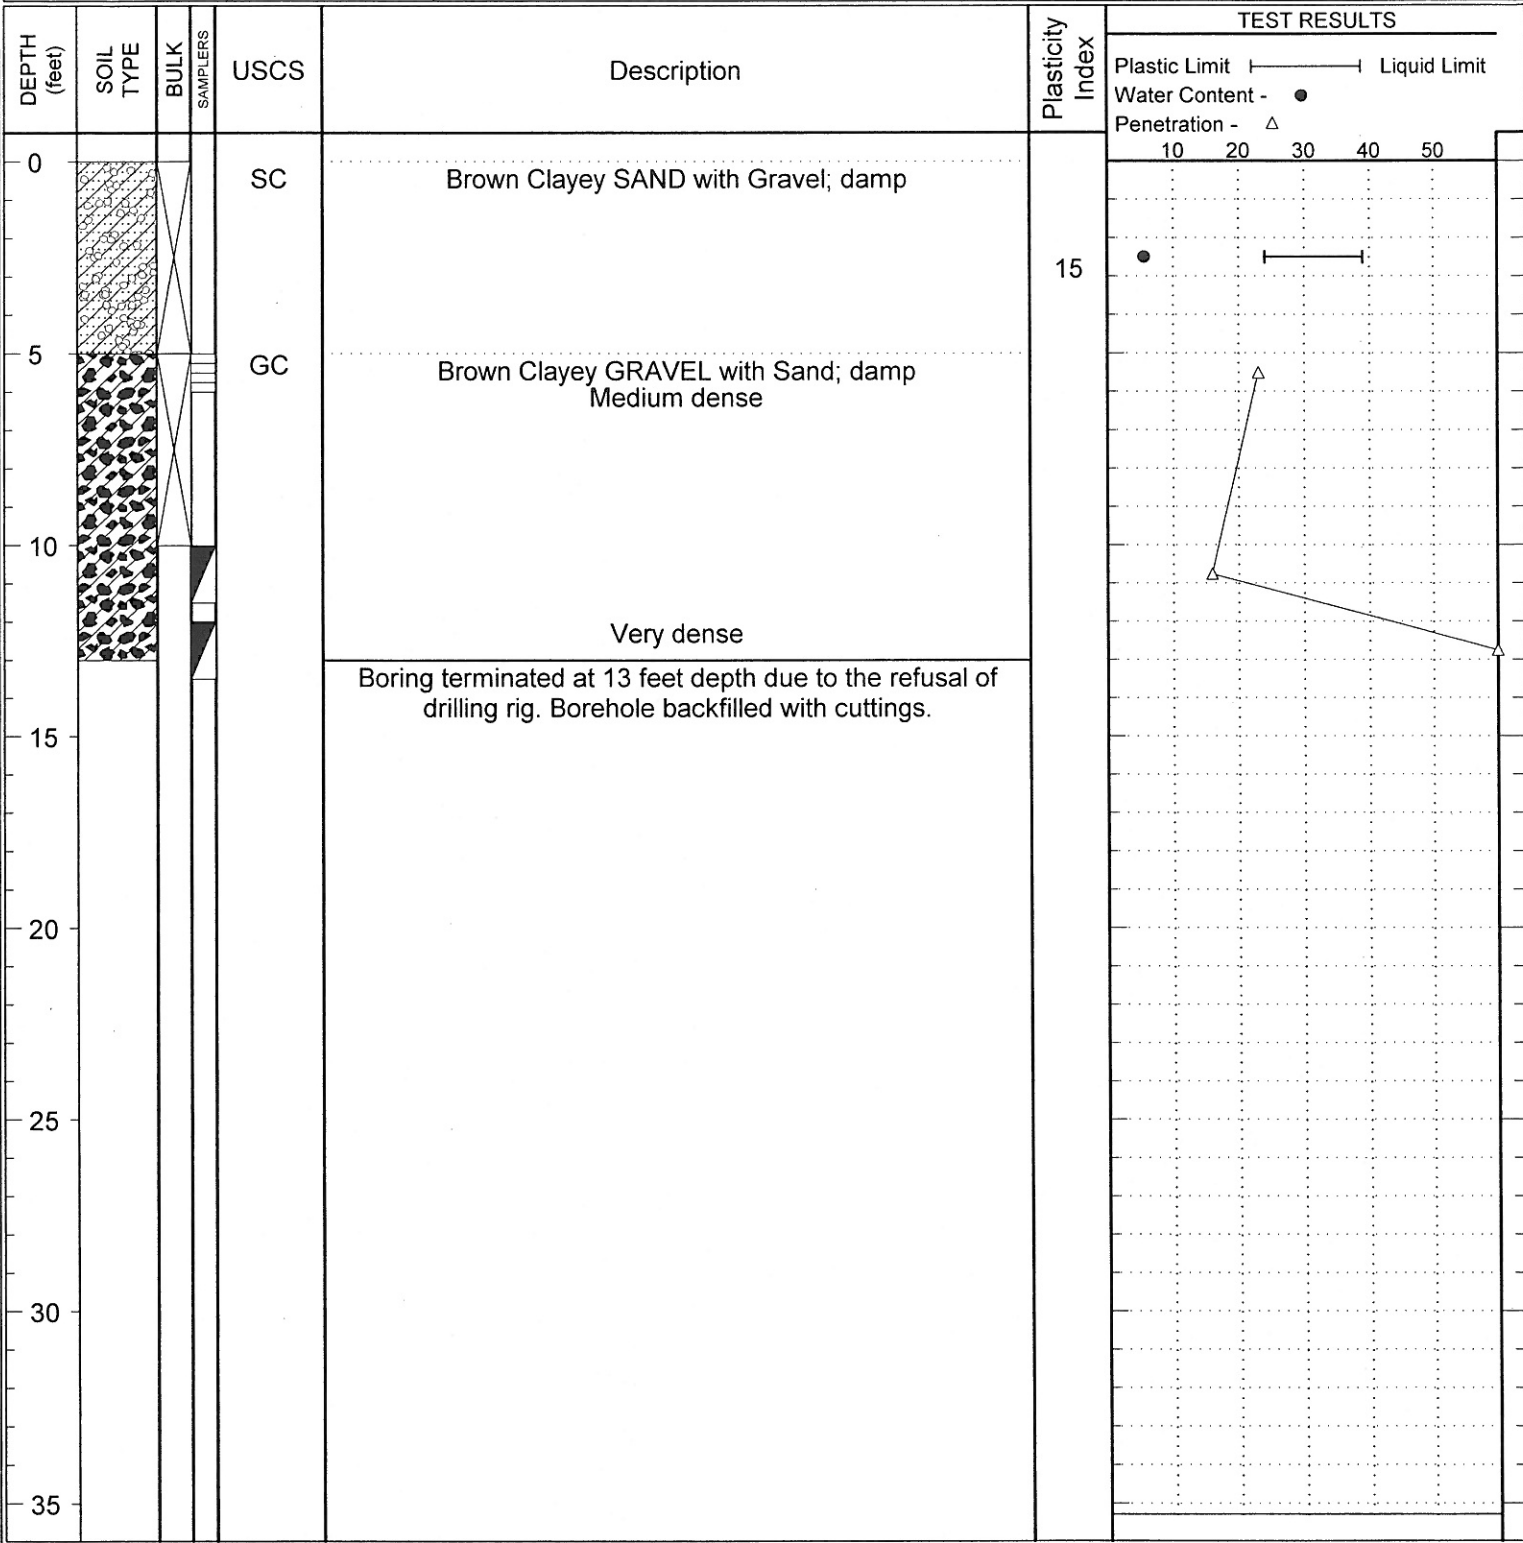 DEPTH
(feet)
SOIL
TYPE
BULK
SAMPLERS
USCS
Description
Plasticity
Index
TEST RESULTS
Plastic Limit Liquid Limit
Water Content -
Penetration -
10 20 30 40 50
0
SC
Brown Clayey SAND with Gravel; damp
15
5
GC
Brown Clayey GRAVEL with Sand; damp
Medium dense
10
Very dense
Boring terminated at 13 feet depth due to the refusal of
drilling rig. Borehole backfilled with cuttings.
15
20
25
30
35